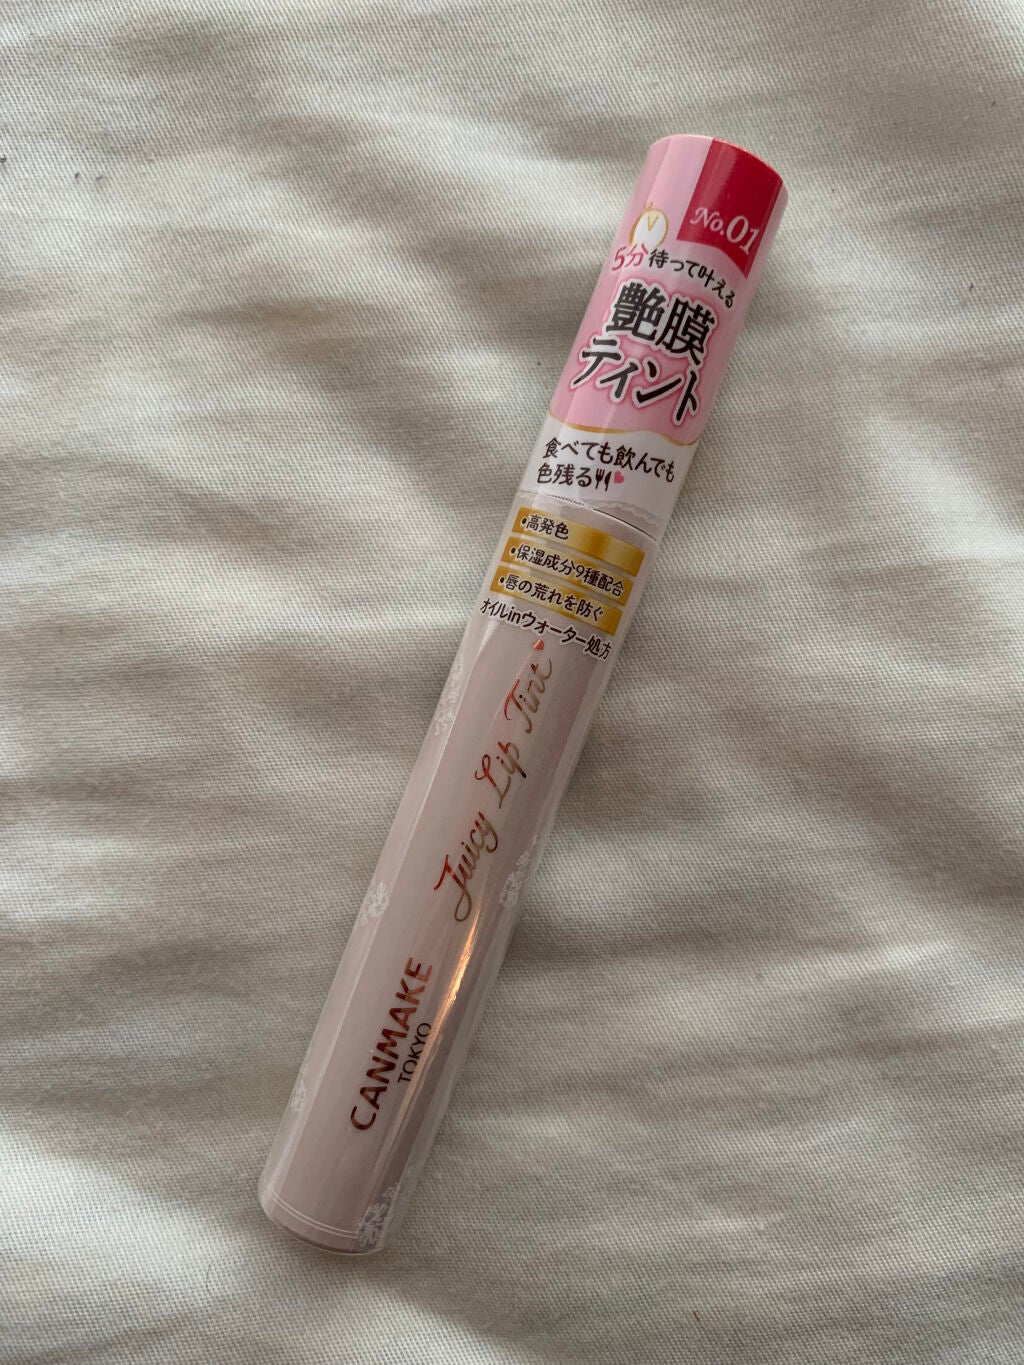 No.01
5分待って叶える
艶膜
ティント
食べても飲んでも
色残る
•高発色
•保湿成分9種配合
•唇の荒れを防ぐ
オイルinウォーター処方
Juicy Lip Tint
CANMAKE
TOKYO